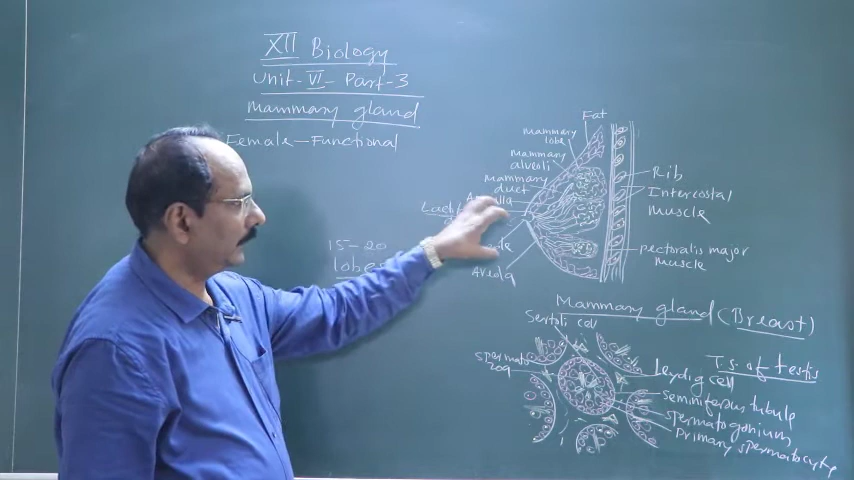 XII Biology
Unit-VI-Part-3
Mammary gland
Female-Functional
15-20
lobes
Fat
Mammary
lobe
Mammary
alveoli
Mammary
duct
Areola
Rib
Intercostal
muscle
pectoralis major
muscle
Mammary gland (Breast)
Sertoli cell
Spermato
zoa
T.S. of testis
Leydig cell
seminiferous tubule
spermatogonium
primary spermatocyte